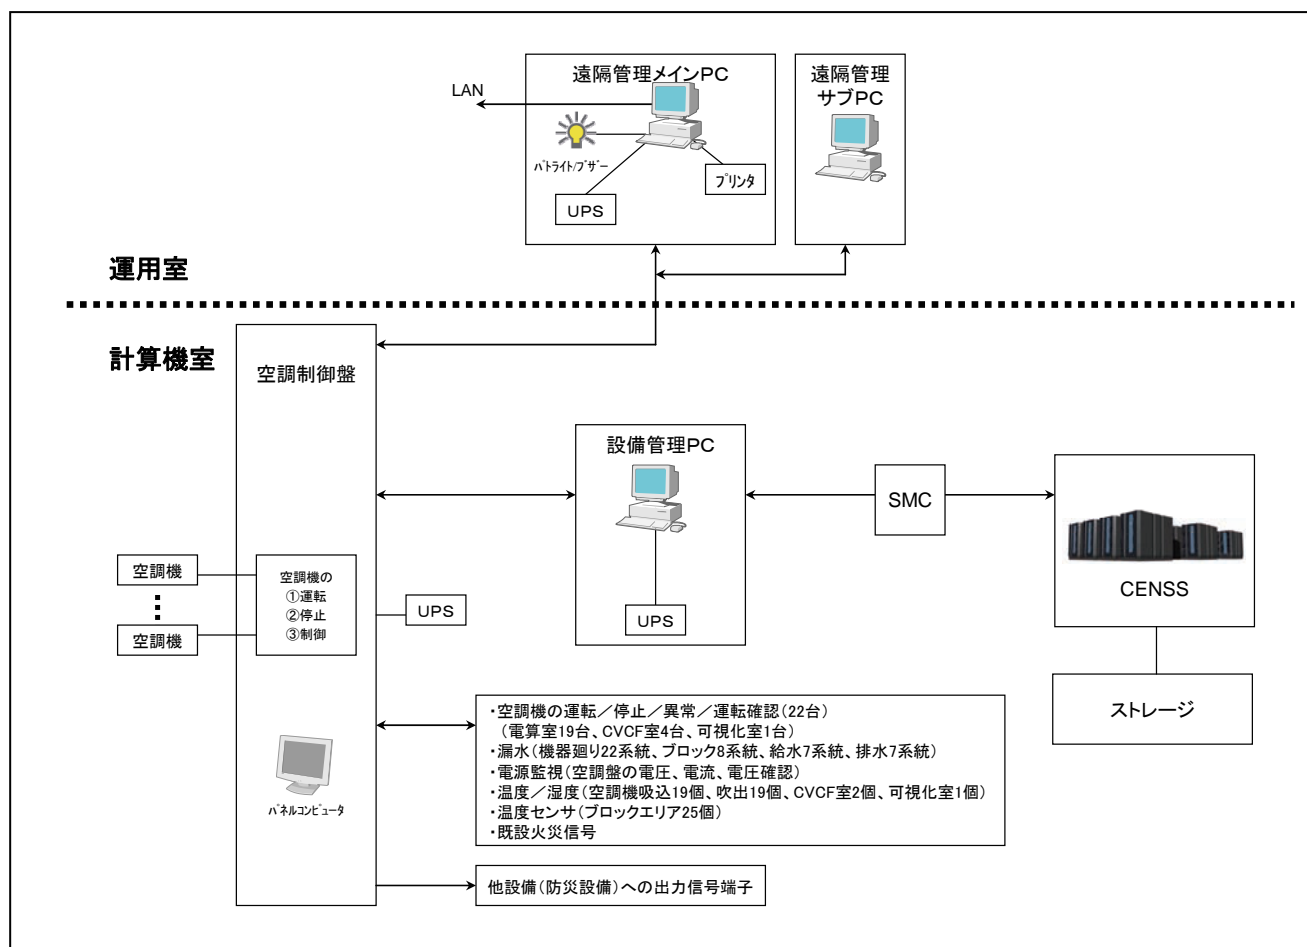 遠隔管理メインPC
遠隔管理
サブPC
LAN
ﾊﾟﾄﾗｲﾄ/ﾌﾞｻﾞｰ
ﾌﾟﾘﾝﾀ
UPS
運用室
計算機室
空調制御盤
設備管理PC
SMC
CENSS
空調機
空調機
空調機の
①運転
②停止
③制御
UPS
UPS
ストレージ
・空調機の運転／停止／異常／運転確認（22台）
（電算室19台、CVCF室4台、可視化室1台）
・漏水（機器廻り22系統、ブロック8系統、給水7系統、排水7系統）
・電源監視（空調盤の電圧、電流、電圧確認）
・温度／湿度（空調機吸込19個、吹出19個、CVCF室2個、可視化室1個）
・温度センサ（ブロックエリア25個）
・既設火災信号
ﾊﾟﾈﾙｺﾝﾋﾟｭｰﾀ
他設備（防災設備）への出力信号端子